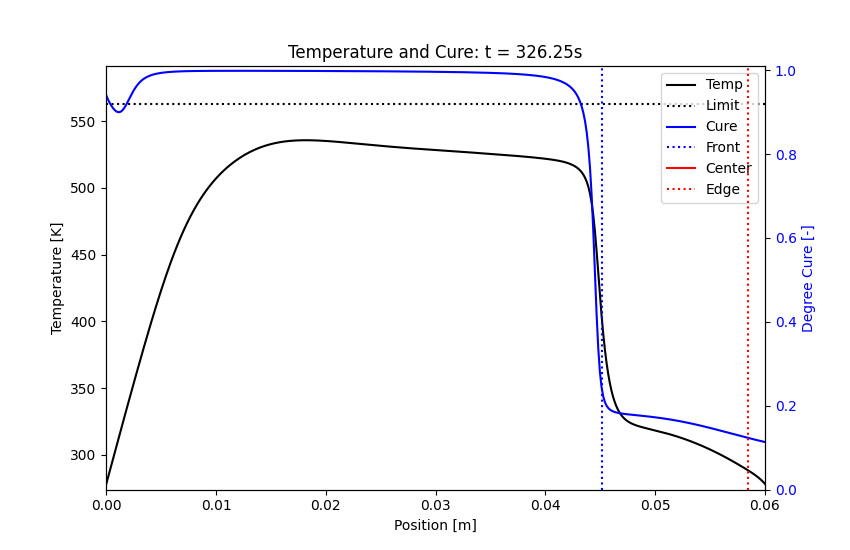 Temperature and Cure: t = 326.25s
Temp
Limit
Cure
Front
Center
Edge
Temperature [K]
550
500
450
400
350
300
Degree Cure [-]
1.0
0.8
0.6
0.4
0.2
0.0
0.00 0.01 0.02 0.03 0.04 0.05 0.06
Position [m]